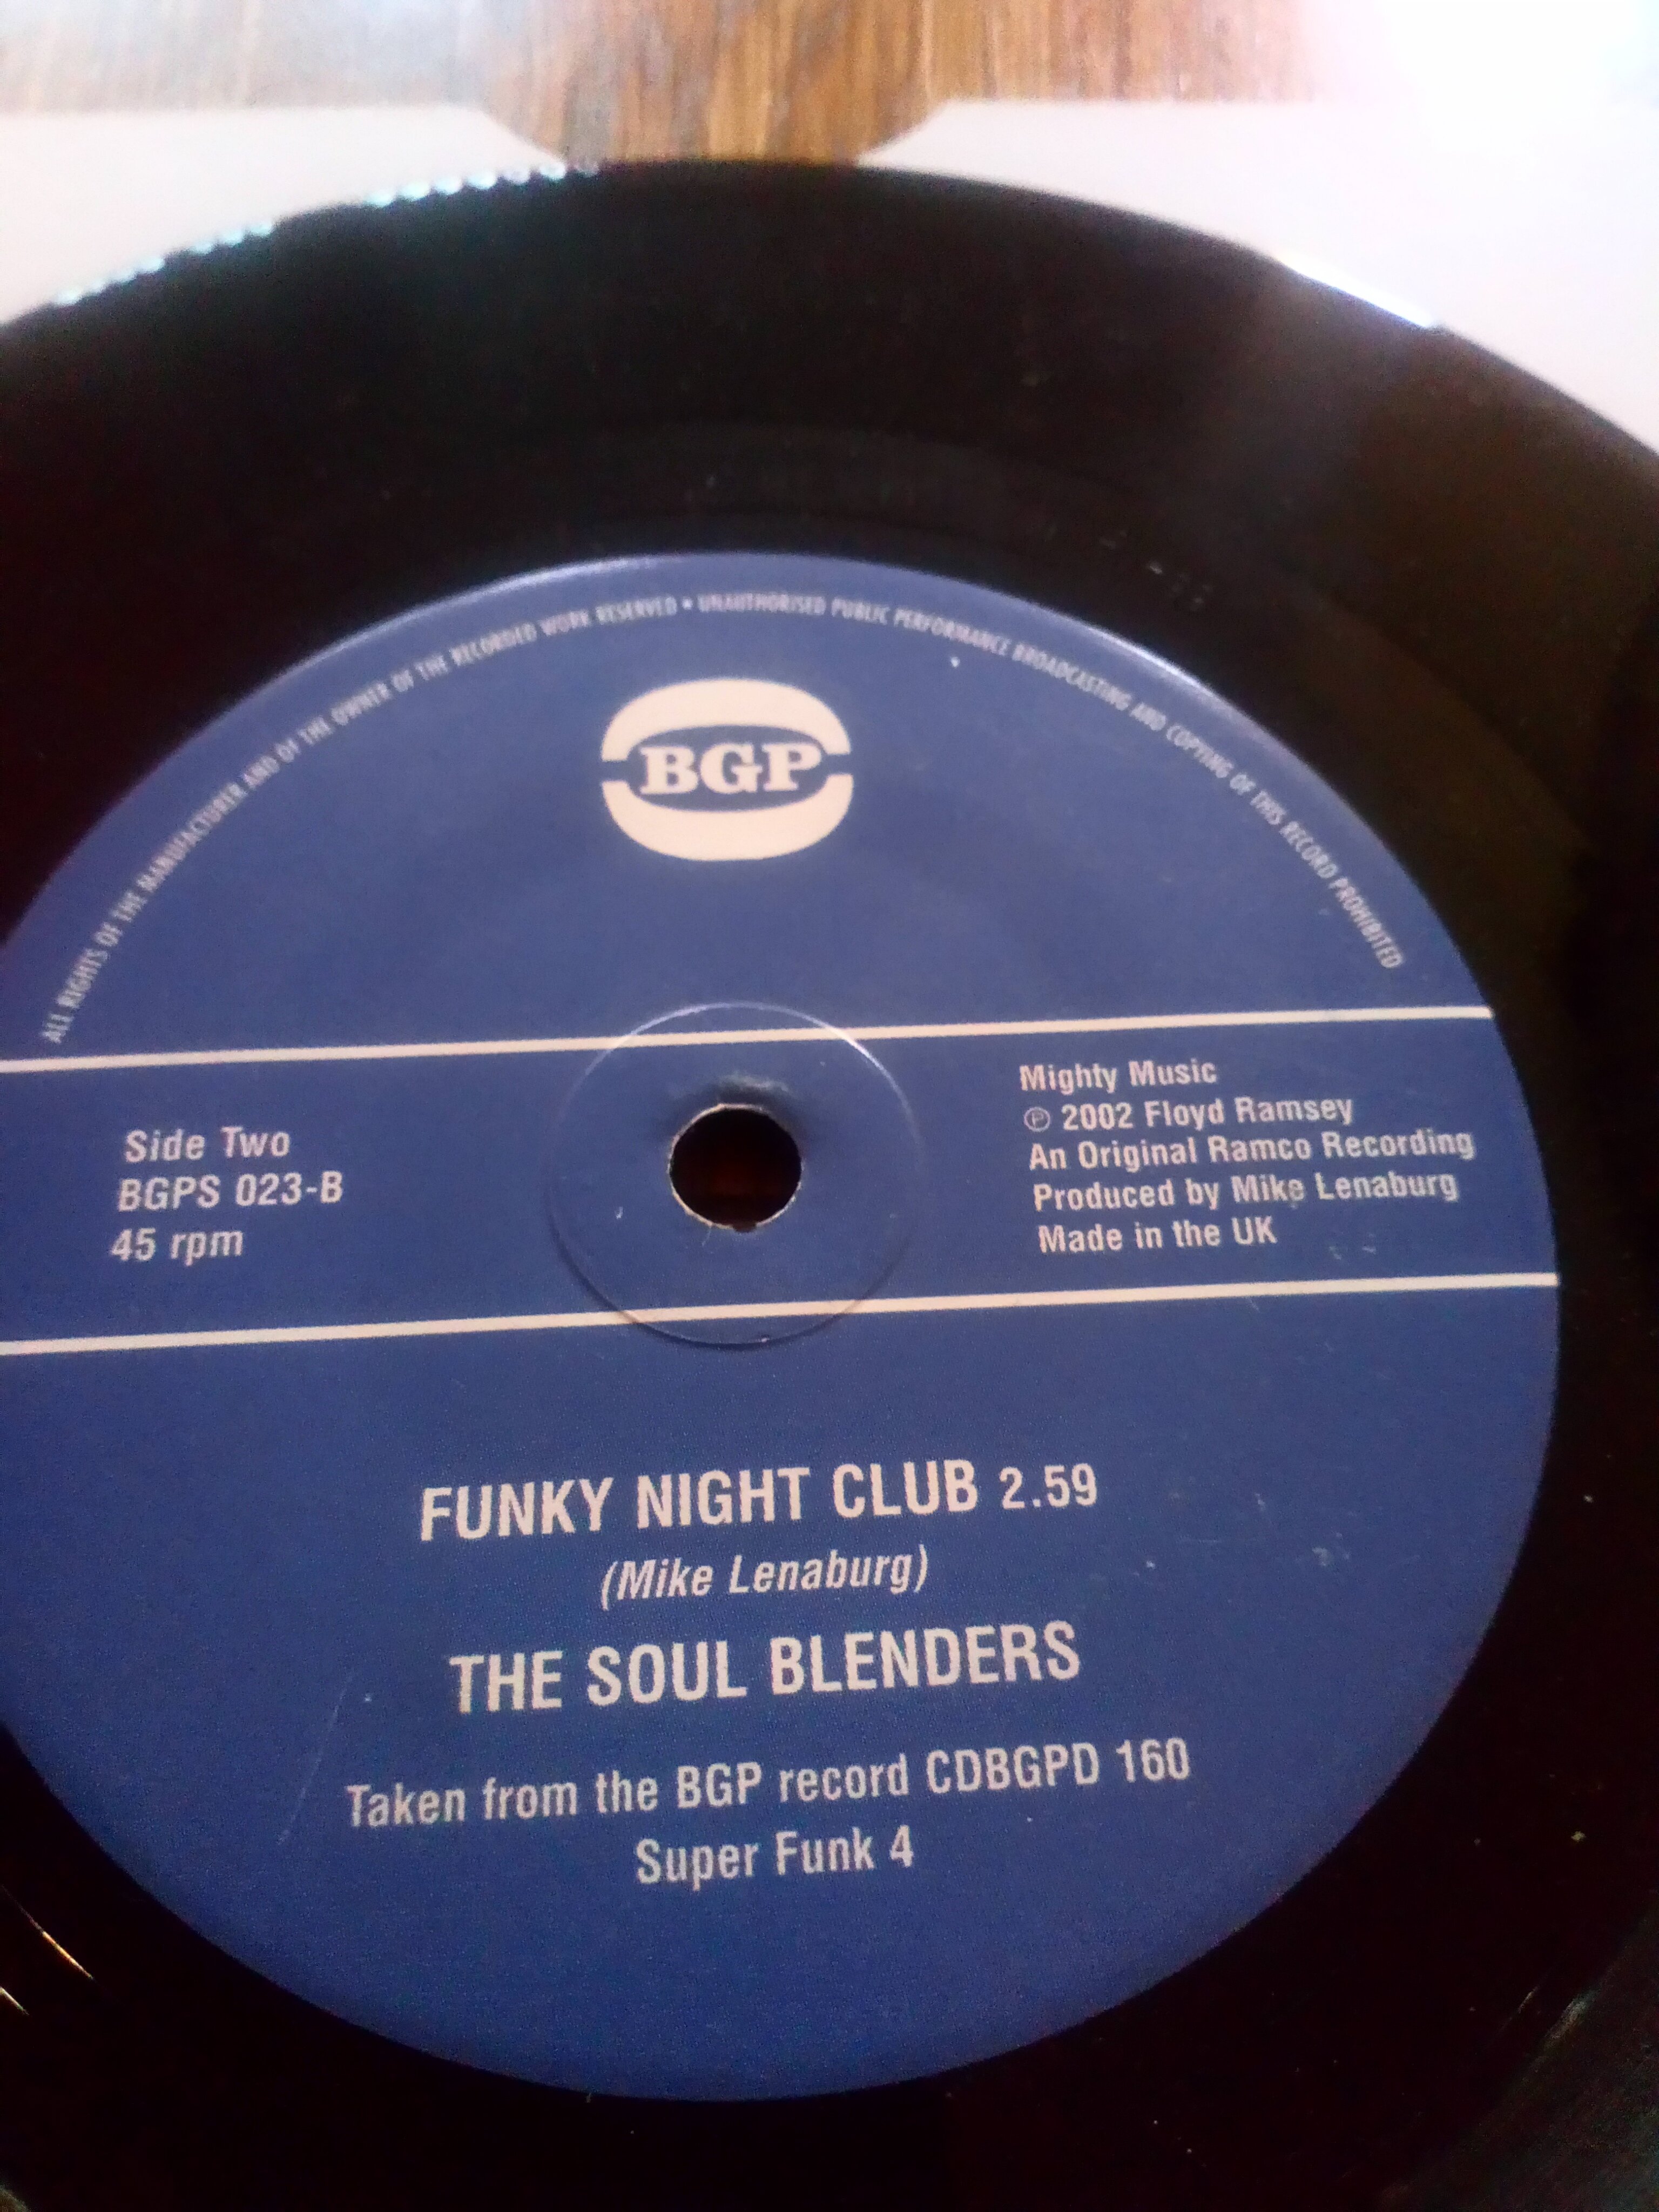 ALL RIGHTS OF THE MANUFACTURER AND OF THE OWNER OF THE RECORDED WORK RESERVED • UNAUTHORISED PUBLIC PERFORMANCE BROADCASTING AND COPYING OF THIS RECORD PROHIBITED
BGP
Side Two
BGPS 023-B
45 rpm
Mighty Music
℗ 2002 Floyd Ramsey
An Original Ramco Recording
Produced by Mike Lenaburg
Made in the UK
FUNKY NIGHT CLUB 2.59
(Mike Lenaburg)
THE SOUL BLENDERS
Taken from the BGP record CDBGPD 160
Super Funk 4